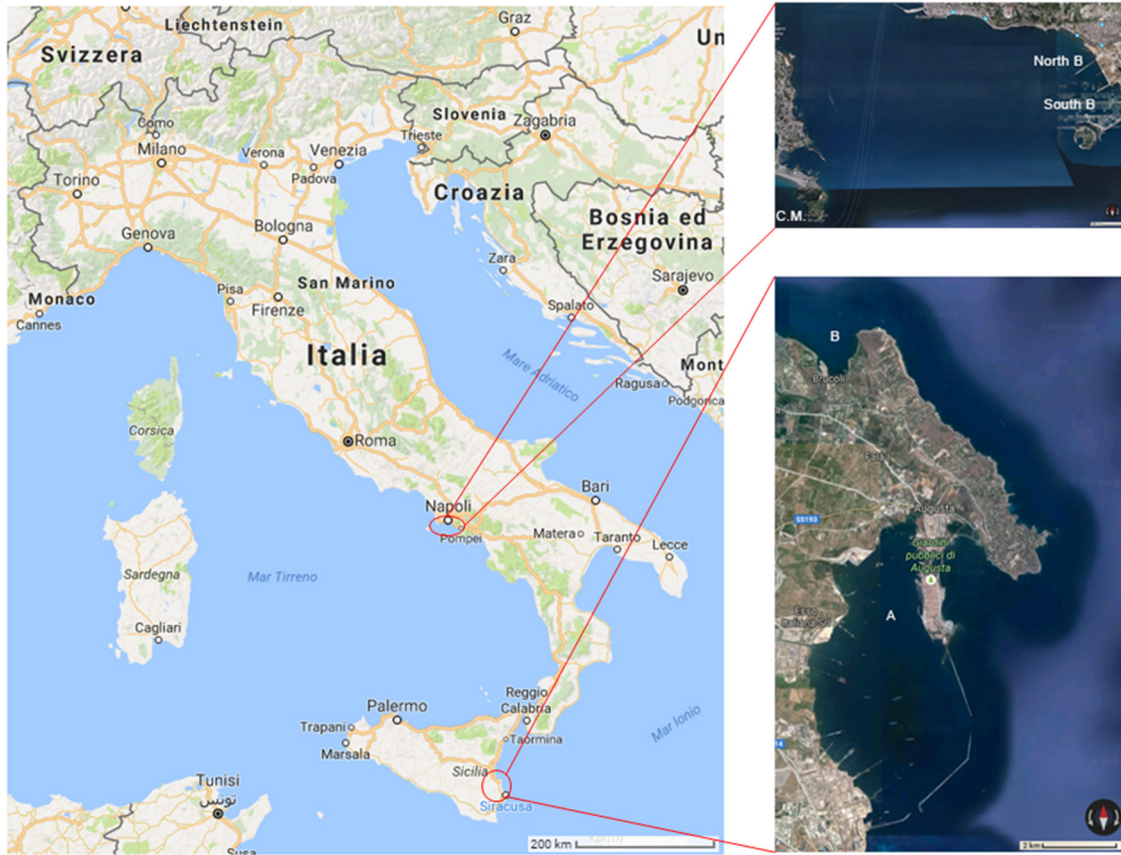 Graz
Liechtenstein
Svizzera
Un
Como
Milano
Slovenia
Zagabria
Trieste
Verona
Venezia
Padova
Torino
Croazia
Bosnia ed
Erzegovina
Genova
Bologna
San Marino
Zara
Sarajevo
Monaco
Pisa
Firenze
Cannes
Spalato
Italia
Mare Adriatico
Mont
Ragusa
Podgorica
Corsica
Roma
Napoli
Pompei
Bari
Matera
Taranto
Lecce
Sardegna
Mar Tirreno
Cagliari
Reggio
Calabria
Palermo
Trapani
Marsala
Taormina
Mar Ionio
Sicilia
Siracusa
Tunisi
تونس
Susa
200 km
North B
South B
C.M.
B
Brucoli
Augusta
SS193
Giardini
pubblici di
Augusta
A
Esso
Italiana Srl
14
2 km